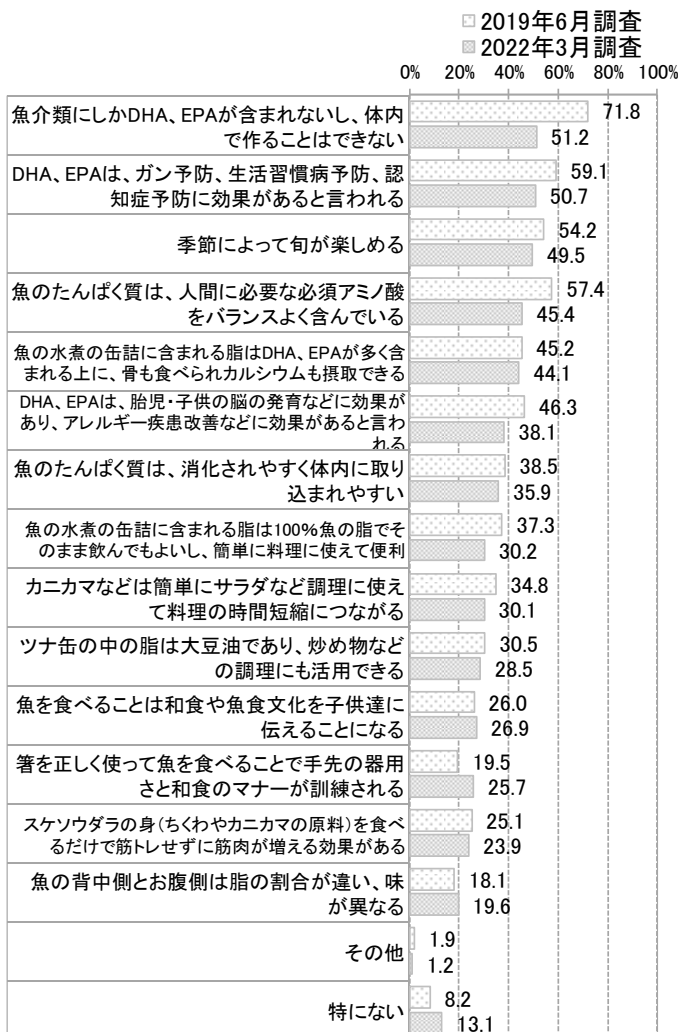 2019年6月調査
2022年3月調査
0% 20% 40% 60% 80% 100%
魚介類にしかDHA、EPAが含まれないし、体内
で作ることはできない
71.8
51.2
DHA、EPAは、ガン予防、生活習慣病予防、認
知症予防に効果があると言われる
59.1
50.7
季節によって旬が楽しめる
54.2
49.5
魚のたんぱく質は、人間に必要な必須アミノ酸
をバランスよく含んでいる
57.4
45.4
魚の水煮の缶詰に含まれる脂はDHA、EPAが多く含
まれる上に、骨も食べられカルシウムも摂取できる
45.2
44.1
DHA、EPAは、胎児・子供の脳の発育などに効果が
あり、アレルギー疾患改善などに効果があると言わ
れる
46.3
38.1
魚のたんぱく質は、消化されやすく体内に取り
込まれやすい
38.5
35.9
魚の水煮の缶詰に含まれる脂は100%魚の脂でそ
のまま飲んでもよいし、簡単に料理に使えて便利
37.3
30.2
カニカマなどは簡単にサラダなど調理に使え
て料理の時間短縮につながる
34.8
30.1
ツナ缶の中の脂は大豆油であり、炒め物など
の調理にも活用できる
30.5
28.5
魚を食べることは和食や魚食文化を子供達に
伝えることになる
26.0
26.9
箸を正しく使って魚を食べることで手先の器用
さと和食のマナーが訓練される
19.5
25.7
スケソウダラの身(ちくわやカニカマの原料)を食べ
るだけで筋トレせずに筋肉が増える効果がある
25.1
23.9
魚の背中側とお腹側は脂の割合が違い、味
が異なる
18.1
19.6
その他
1.9
1.2
特にない
8.2
13.1